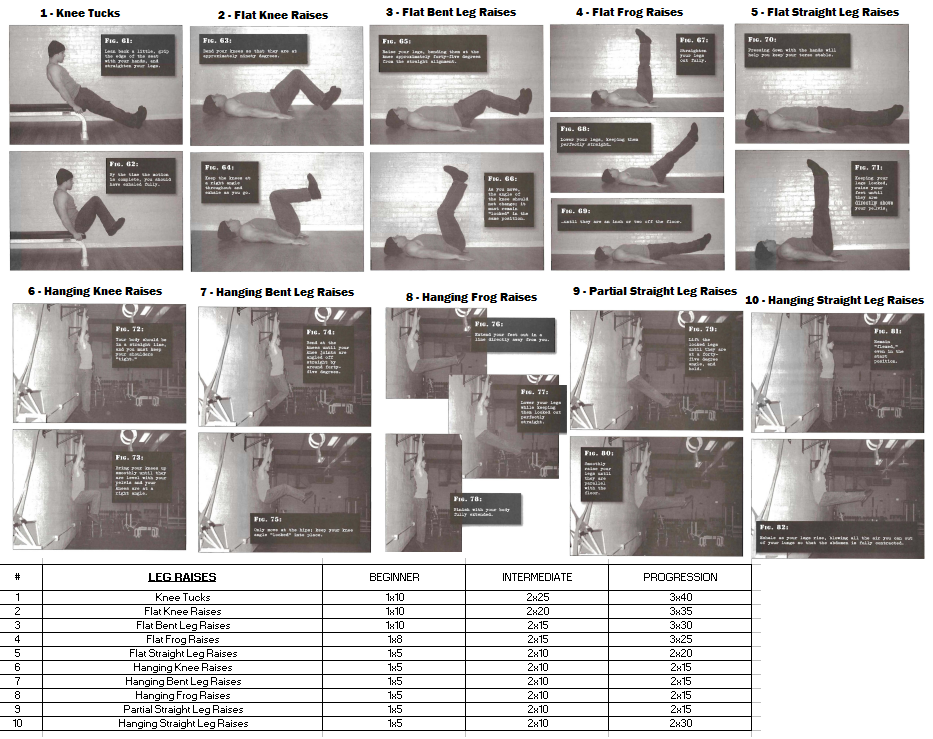 1 - Knee Tucks
2 - Flat Knee Raises
3 - Flat Bent Leg Raises
4 - Flat Frog Raises
5 - Flat Straight Leg Raises
FIG. 61:
Lean back a little, grip
the edge of the seat
with your hands, and
straighten your legs.
FIG. 63:
Bend your knees so that they are at
approximately ninety degrees.
FIG. 65:
Raise your legs, bending them at the
knee approximately forty-five degrees
from the straight alignment.
FIG. 67:
Straighten
your legs
out fully.
FIG. 70:
Pressing down with the hands will
help you keep your torso stable.
FIG. 68:
Lower your legs, keeping them
perfectly straight…
FIG. 62:
By the time the motion
is complete, you should
have exhaled fully.
FIG. 64:
Keep the knees at
a right angle
throughout and
exhale as you go.
FIG. 66:
As you move,
the angle of
the knee should
not change; it
must remain
"locked" in the
same position.
FIG. 69:
…until they are an inch or two off the floor.
FIG. 71:
Keeping
your legs
locked,
raise your
feet until
they are
directly above
your pelvis.
6 - Hanging Knee Raises
7 - Hanging Bent Leg Raises
8 - Hanging Frog Raises
9 - Partial Straight Leg Raises
10 - Hanging Straight Leg Raises
FIG. 72:
Your body should be
in a straight line,
and you must keep
your shoulders
"tight."
FIG. 74:
Bend at the
knees until your
knee joints are
angled off
straight by
around forty-
five degrees.
FIG. 76:
Extend your feet out in a
line directly away from you.
FIG. 79:
Lift the
locked legs
until they are
at a forty-
five degree
angle, and
hold.
FIG. 81:
Remain
"flexed,"
even in the
start
position.
FIG. 77:
Lower your legs
while keeping
them locked out
perfectly
straight.
FIG. 73:
Bring your knees up
smoothly until they
are level with your
pelvis and your
knees are at a
right angle.
FIG. 75:
Only move at the hips; keep your knee
angle "locked" into place.
FIG. 78:
Finish with your body
fully extended.
FIG. 80:
Smoothly
raise your
legs until
they are
parallel
with the
floor.
FIG. 82:
Exhale as your legs rise, blowing all the air you can out
of your lungs so that the abdomen is fully contracted.
# LEG RAISES BEGINNER INTERMEDIATE PROGRESSION
1 Knee Tucks 1x10 2x25 3x40
2 Flat Knee Raises 1x10 2x20 3x35
3 Flat Bent Leg Raises 1x10 2x15 3x30
4 Flat Frog Raises 1x8 2x15 3x25
5 Flat Straight Leg Raises 1x5 2x10 2x20
6 Hanging Knee Raises 1x5 2x10 2x15
7 Hanging Bent Leg Raises 1x5 2x10 2x15
8 Hanging Frog Raises 1x5 2x10 2x15
9 Partial Straight Leg Raises 1x5 2x10 2x15
10 Hanging Straight Leg Raises 1x5 2x10 2x30